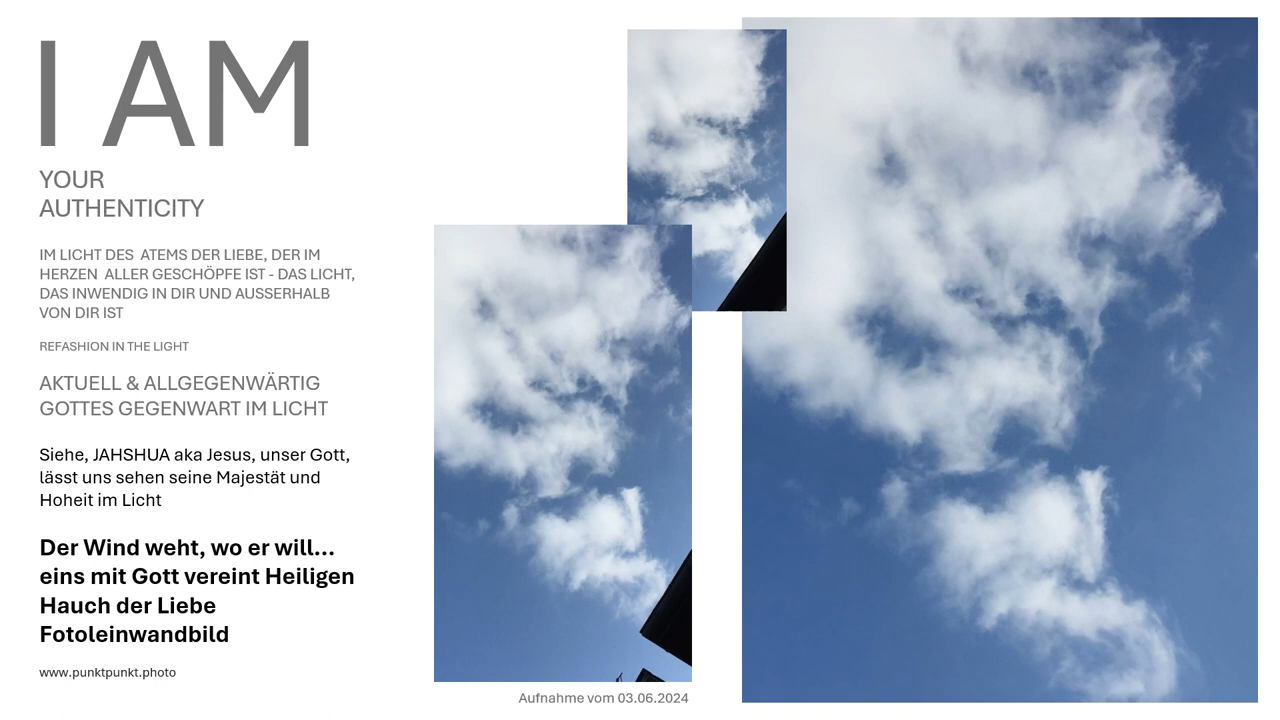 I AM
YOUR
AUTHENTICITY
IM LICHT DES  ATEMS DER LIEBE, DER IM
HERZEN  ALLER GESCHÖPFE IST - DAS LICHT,
DAS INWENDIG IN DIR UND AUSSERHALB
VON DIR IST
REFASHION IN THE LIGHT
AKTUELL & ALLGEGENWÄRTIG
GOTTES GEGENWART IM LICHT
Siehe, JAHSHUA aka Jesus, unser Gott,
lässt uns sehen seine Majestät und
Hoheit im Licht
Der Wind weht, wo er will...
eins mit Gott vereint Heiligen
Hauch der Liebe
Fotoleinwandbild
www.punktpunkt.photo
Aufnahme vom 03.06.2024